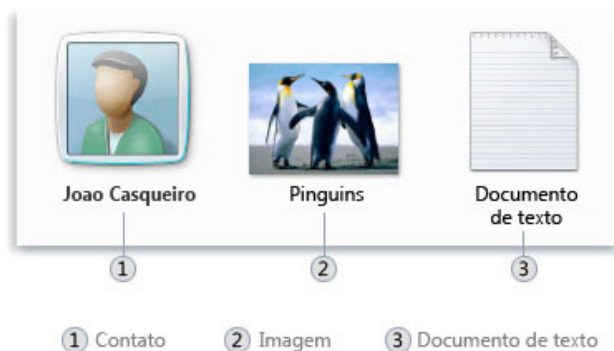 Joao Casqueiro
Pinguins
Documento
de texto
1
2
3
1 Contato
2 Imagem
3 Documento de texto